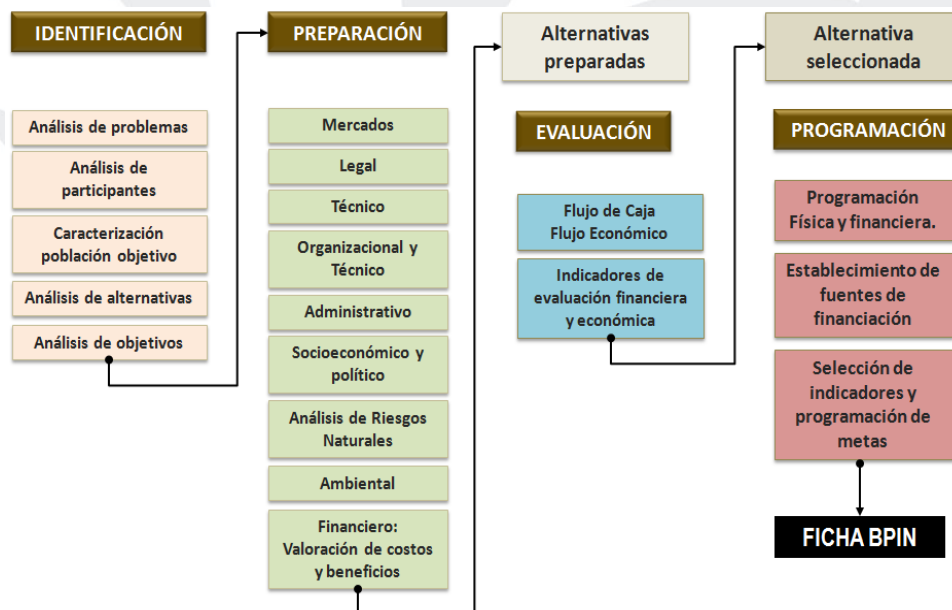 IDENTIFICACIÓN
Análisis de problemas
Análisis de
participantes
Caracterización
población objetivo
Análisis de alternativas
Análisis de objetivos
PREPARACIÓN
Mercados
Legal
Técnico
Organizacional y
Técnico
Administrativo
Socioeconómico y
político
Análisis de Riesgos
Naturales
Ambiental
Financiero:
Valoración de costos
y beneficios
Alternativas
preparadas
EVALUACIÓN
Flujo de Caja
Flujo Económico
Indicadores de
evaluación financiera
y económica
Alternativa
seleccionada
PROGRAMACIÓN
Programación
Física y financiera.
Establecimiento de
fuentes de
financiación
Selección de
indicadores y
programación de
metas
FICHA BPIN